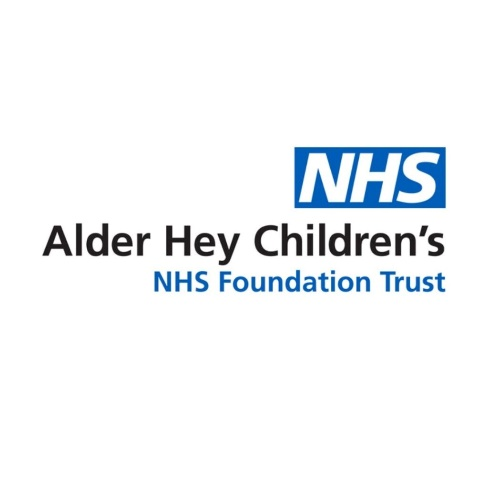 NHS
Alder Hey Children’s
NHS Foundation Trust